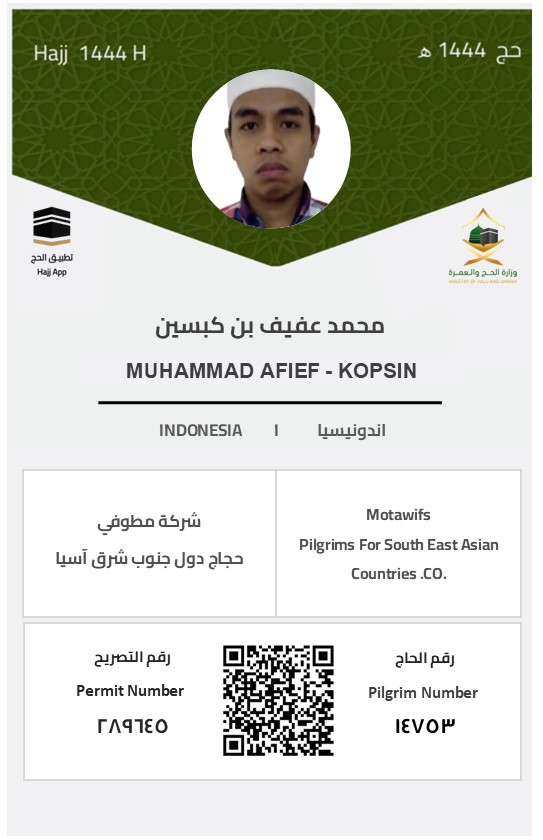 Hajj 1444 H
حج 1444 هـ
تطبيق الحج
Hajj App
وزارة الحج والعمرة
MINISTRY OF HAJJ AND UMRAH
محمد عفيف بن كبسين
MUHAMMAD AFIEF - KOPSIN
INDONESIA | اندونيسيا
شركة مطوفي
حجاج دول جنوب شرق آسيا
Motawifs
Pilgrims For South East Asian
Countries .CO.
رقم التصريح
Permit Number
٢٨٩٦٤٥
رقم الحاج
Pilgrim Number
١٤٧٥٣